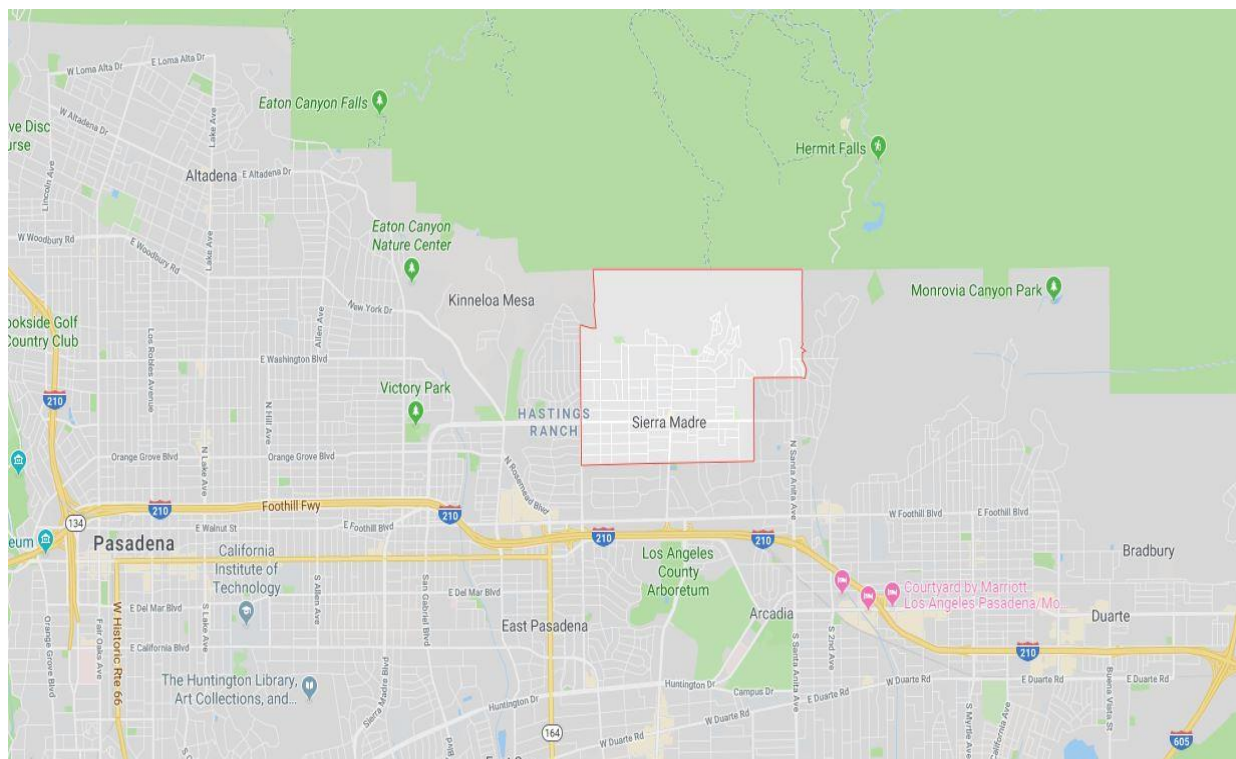 W Loma Alta Dr
E Loma Alta Dr
Eaton Canyon Falls
W Altadena Dr
Lake Ave
ve Disc
urse
Hermit Falls
Lincoln Ave
Altadena
E Altadena Dr
Eaton Canyon
Nature Center
W Woodbury Rd
E Woodbury Rd
Lake Ave
Kinneloa Mesa
Monrovia Canyon Park
New York Dr
ookside Golf
Country Club
Los Robles Avenue
Allen Ave
E Washington Blvd
Victory Park
210
HASTINGS
RANCH
Sierra Madre
N Hill Ave
N Lake Ave
Orange Grove Blvd
Orange Grove Blvd
N Rosemead Blvd
N Santa Anita Ave
210
Foothill Fwy
210
134
E Walnut St
E Foothill Blvd
W Foothill Blvd
E Foothill Blvd
eum
Pasadena
California
Institute of
Technology
210
210
Los Angeles
County
Arboretum
Bradbury
Courtyard by Marriott
Los Angeles Pasadena/Mo...
E Del Mar Blvd
S Lake Ave
S Allen Ave
San Gabriel Blvd
E Del Mar Blvd
East Pasadena
Arcadia
Duarte
Orange Grove Blvd
Fair Oaks Ave
W Historic Rte 66
E California Blvd
S 2nd Ave
S Santa Anita Ave
210
The Huntington Library,
Art Collections, and...
Sierra Madre Blvd
Huntington Dr
Campus Dr
E Duarte Rd
W Duarte Rd
E Duarte Rd
E Duarte Rd
Huntington Dr
W Duarte Rd
164
W Duarte Rd
S Myrtle Ave
California Ave
Buena Vista St
605